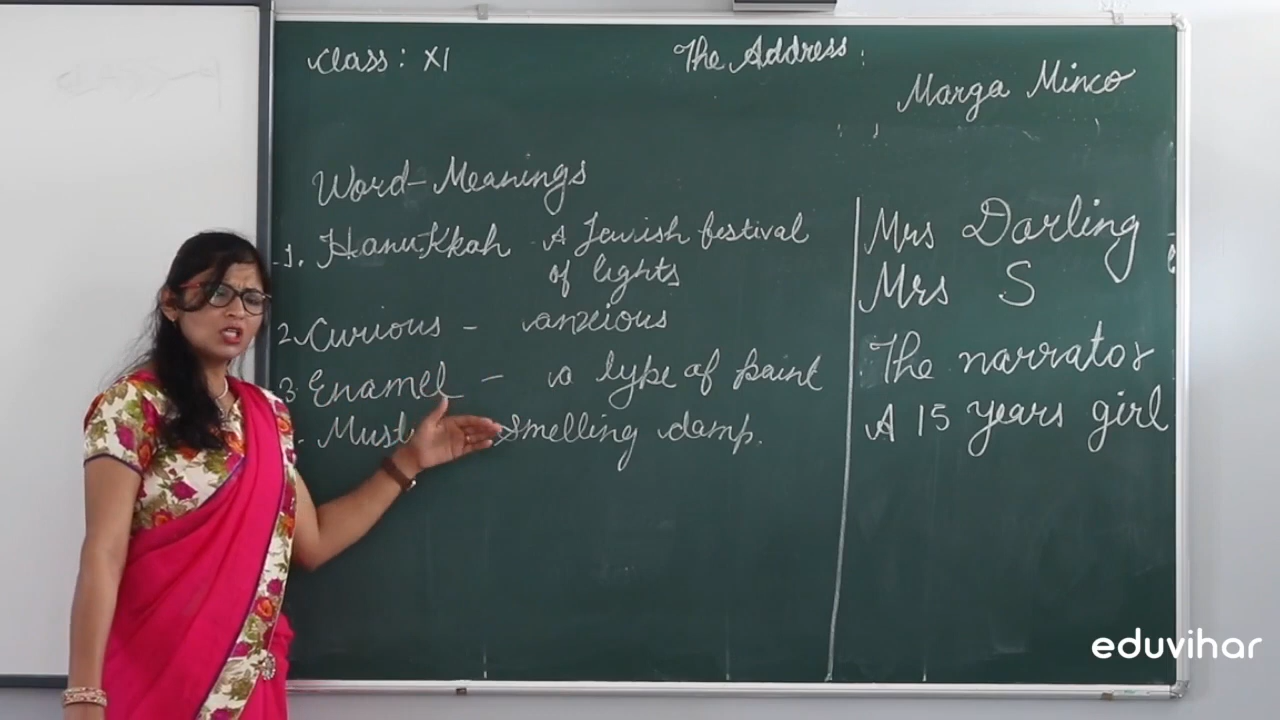 Class: XI
The Address:
Marga Minco
Word-Meanings
1. Hanukkah A Jewish festival
of lights
2. Curious - anxious
3. Enamel - a type of paint
Must smelling damp.
Mrs Darling
Mrs S
The narrator
A 15 years girl
eduvihar